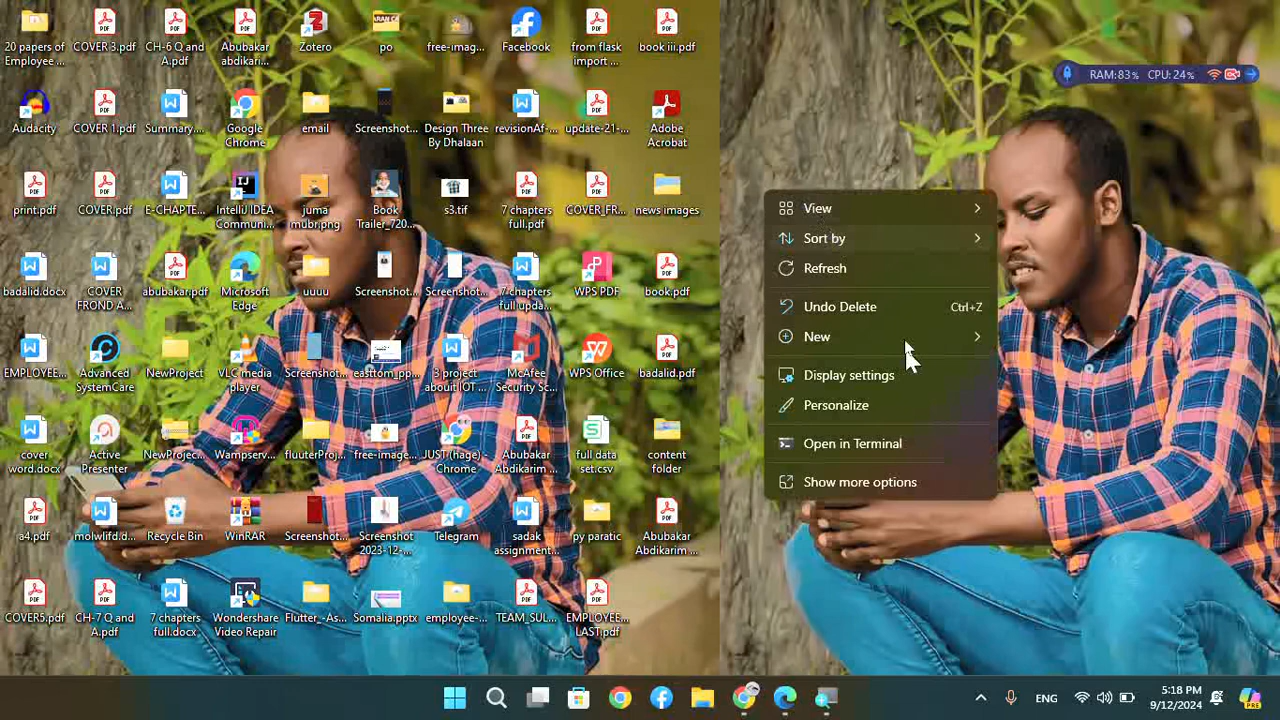 20 papers of
Employee ...
COVER 3.pdf
CH-6 Q and
A.pdf
Abubakar
abdikari...
Zotero
po
free-imag...
Facebook
from flask
import ...
book iii.pdf
RAM:83% CPU:24%
Audacity
COVER 1.pdf
Summary...
Google
Chrome
email
Screenshot...
Design Three
By Dhalaan
revisionAf-...
update-21-...
Adobe
Acrobat
print.pdf
COVER.pdf
E-CHAPTE...
IntelliJ IDEA
Communi...
juma
mubr.png
Book
Trailer_720...
s3.tif
7 chapters
full.pdf
COVER_FR...
news images
badalid.docx
COVER
FROND A...
abubakar.pdf
Microsoft
Edge
uuuu
Screenshot...
Screenshot...
7 chapters
full upda...
WPS PDF
book.pdf
EMPLOYEE...
Advanced
SystemCare
NewProject
VLC media
player
Screenshot...
easttom_pp...
3 project
abouit IOT ...
McAfee
Security Sc...
WPS Office
badalid.pdf
cover
word.docx
Active
Presenter
NewProjec...
Wampserv...
fluuterProj...
free-image...
JUST (hage) -
Chrome
Abubakar
Abdikarim ...
full data
set.csv
content
folder
a4.pdf
molwlifd.d...
Recycle Bin
WinRAR
Screenshot...
Screenshot
2023-12-...
Telegram
sadak
assignment...
py paratic
Abubakar
Abdikarim ...
COVER5.pdf
CH-7 Q and
A.pdf
7 chapters
full.docx
Wondershare
Video Repair
Flutter_-As...
Somalia.pptx
employee-...
TEAM_SUL...
EMPLOYEE...
LAST.pdf
View
Sort by
Refresh
Undo Delete Ctrl+Z
New
Display settings
Personalize
Open in Terminal
Show more options
ENG
5:18 PM
9/12/2024
PRE